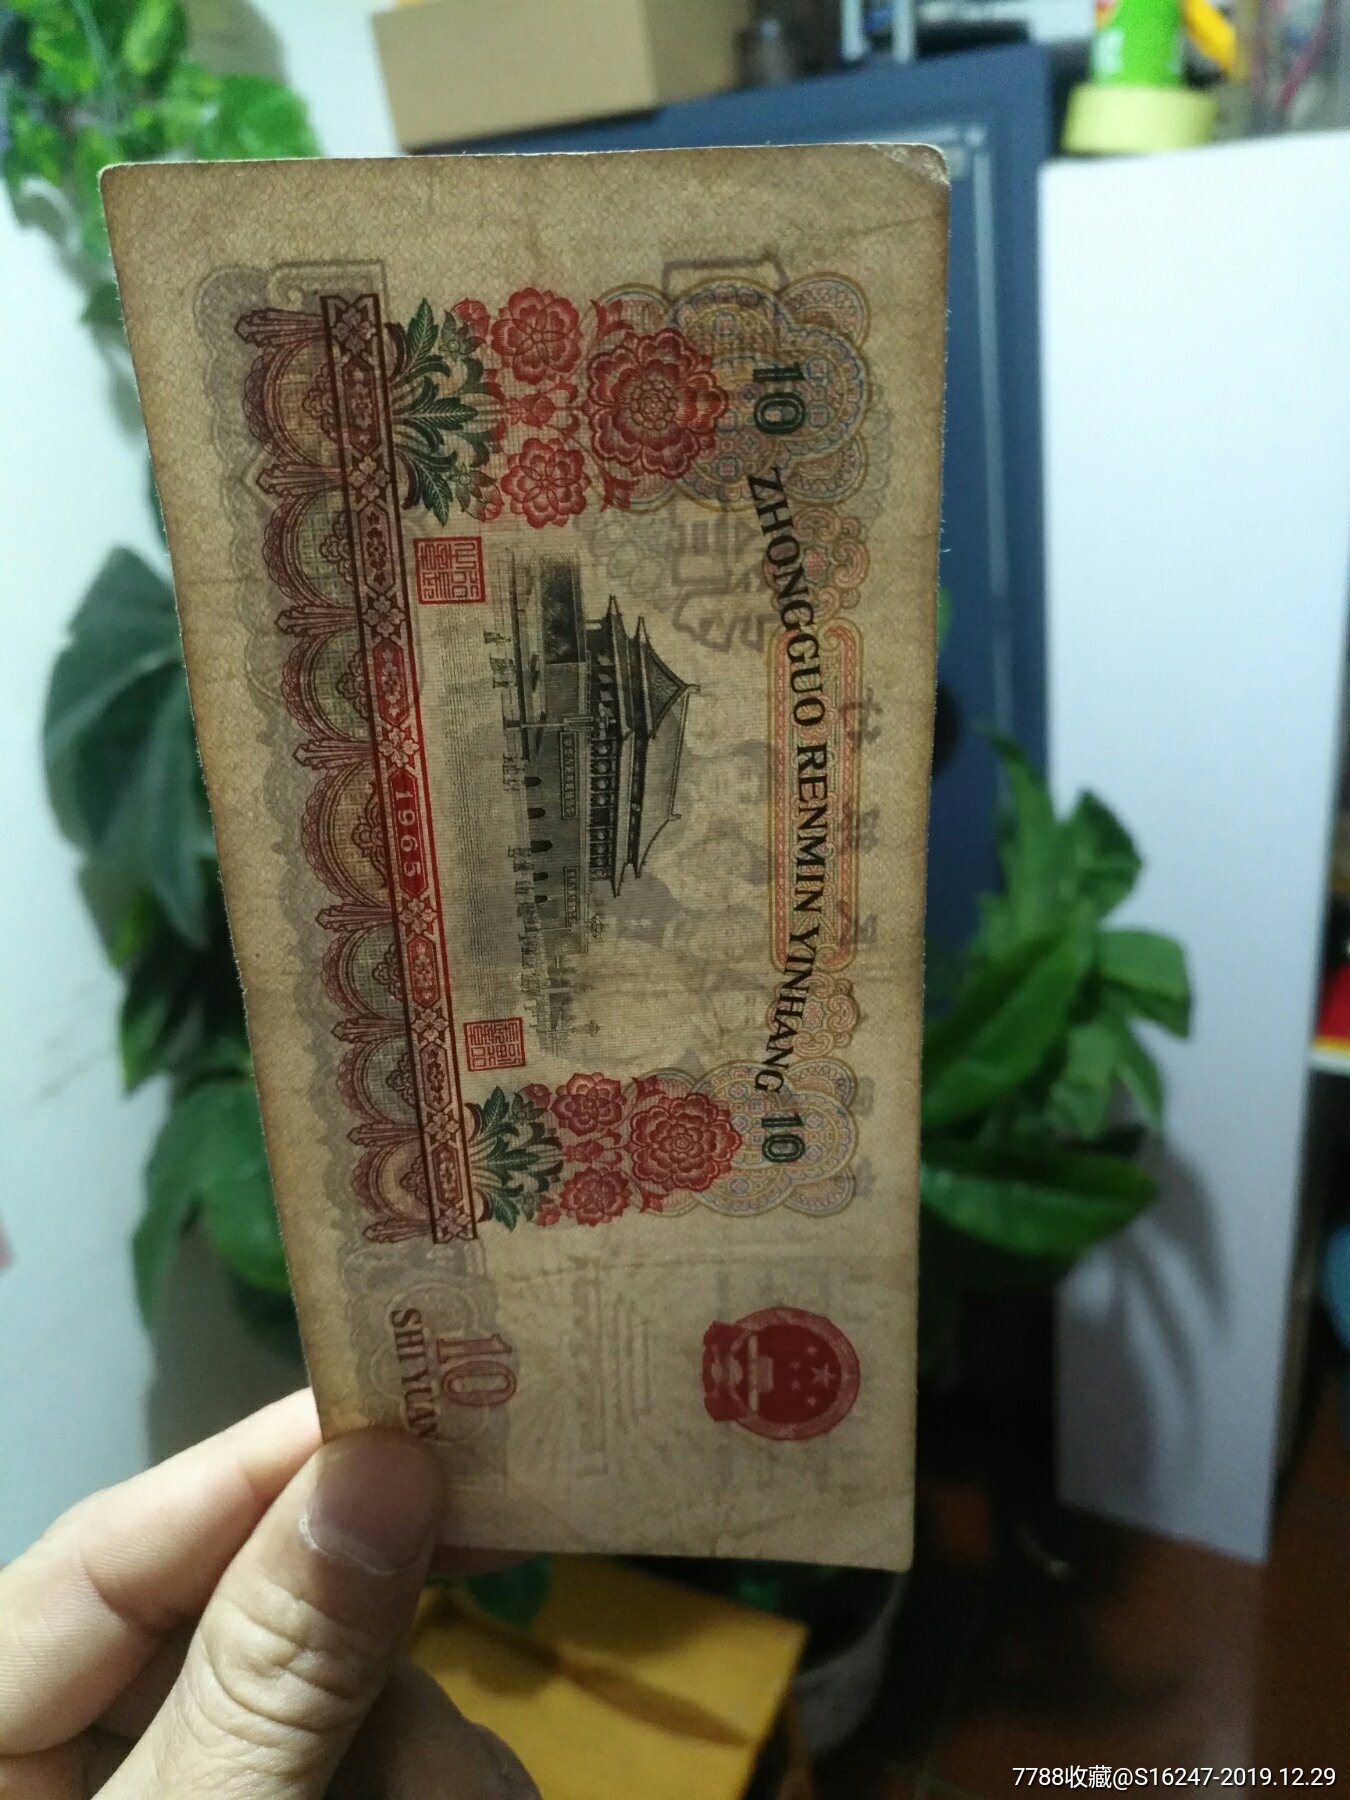 10 ZHONGGUO RENMIN YINHANG 10
1965
10
SHI YUAN
7788收藏@S16247-2019.12.29